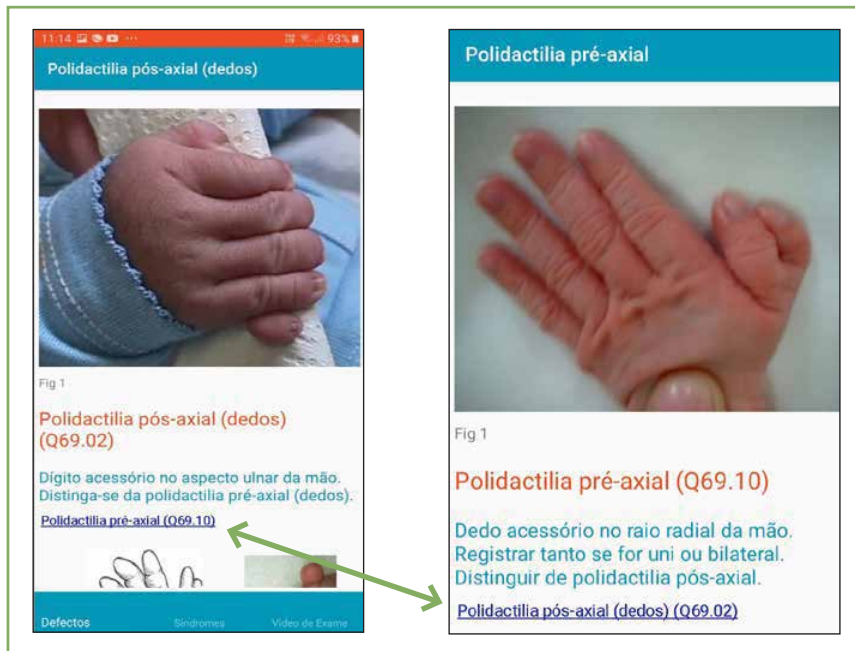 11:14 93%
Polidactilia pós-axial (dedos)
Fig 1
Polidactilia pós-axial (dedos)
(Q69.02)
Dígito acessório no aspecto ulnar da mão.
Distinga-se da polidactilia pré-axial (dedos).
Polidactilia pré-axial (Q69.10)
Defectos Síndromes Video de Exame
Polidactilia pré-axial
Fig 1
Polidactilia pré-axial (Q69.10)
Dedo acessório no raio radial da mão.
Registrar tanto se for uni ou bilateral.
Distinguir de polidactilia pós-axial.
Polidactilia pós-axial (dedos) (Q69.02)